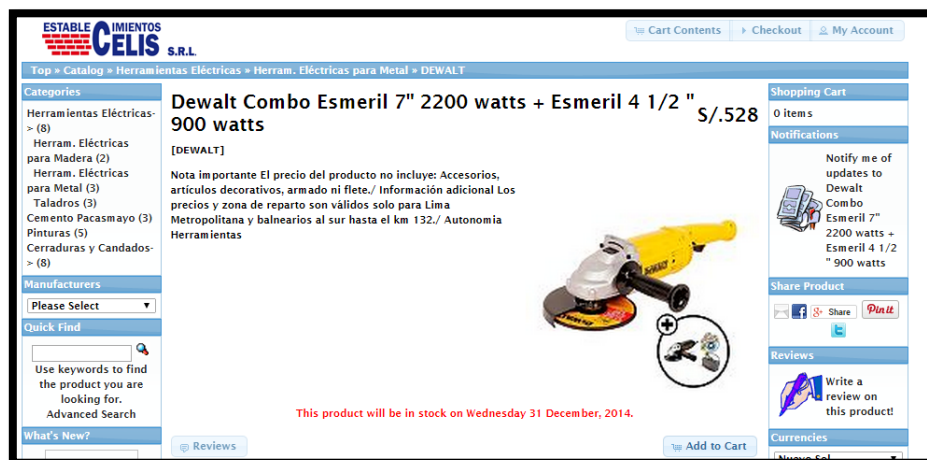 ESTABLECIMIENTOS
CELIS S.R.L.
Cart Contents
Checkout
My Account
Top » Catalog » Herramientas Eléctricas » Herram. Eléctricas para Metal » DEWALT
Categories
Herramientas Eléctricas-
> (8)
Herram. Eléctricas
para Madera (2)
Herram. Eléctricas
para Metal (3)
Taladros (3)
Cemento Pacasmayo (3)
Pinturas (5)
Cerraduras y Candados-
> (8)
Manufacturers
Please Select
Quick Find
Use keywords to find
the product you are
looking for.
Advanced Search
What's New?
Dewalt Combo Esmeril 7" 2200 watts + Esmeril 4 1/2 "
900 watts
S/.528
[DEWALT]
Nota importante El precio del producto no incluye: Accesorios,
artículos decorativos, armado ni flete./ Información adicional Los
precios y zona de reparto son válidos solo para Lima
Metropolitana y balnearios al sur hasta el km 132./ Autonomia
Herramientas
DEWALT
This product will be in stock on Wednesday 31 December, 2014.
Reviews
Add to Cart
Shopping Cart
0 items
Notifications
Notify me of
updates to
Dewalt
Combo
Esmeril 7"
2200 watts +
Esmeril 4 1/2
" 900 watts
Share Product
Share
Pin it
Reviews
Write a
review on
this product!
Currencies
Nuevo Sol